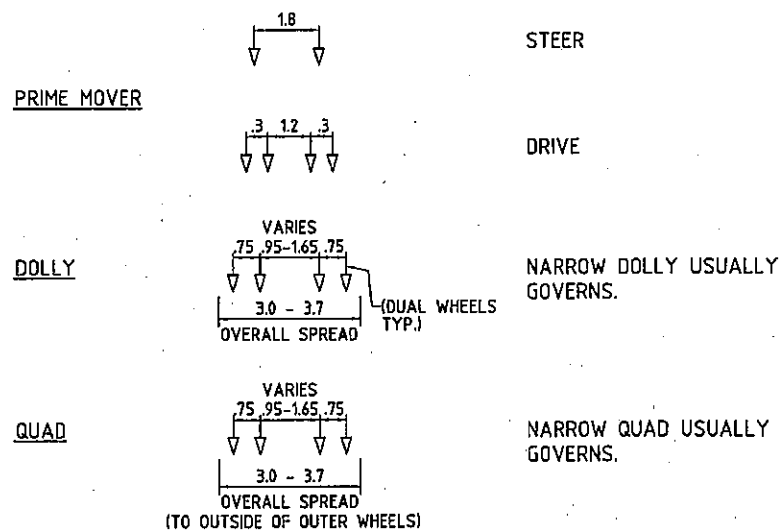 1.8
STEER
PRIME MOVER
.3 1.2 .3
DRIVE
VARIES
.75 .95-1.65 .75
DOLLY
NARROW DOLLY USUALLY
GOVERNS.
3.0 - 3.7
(DUAL WHEELS
TYP.)
OVERALL SPREAD
VARIES
.75 .95-1.65 .75
QUAD
NARROW QUAD USUALLY
GOVERNS.
3.0 - 3.7
OVERALL SPREAD
(TO OUTSIDE OF OUTER WHEELS)